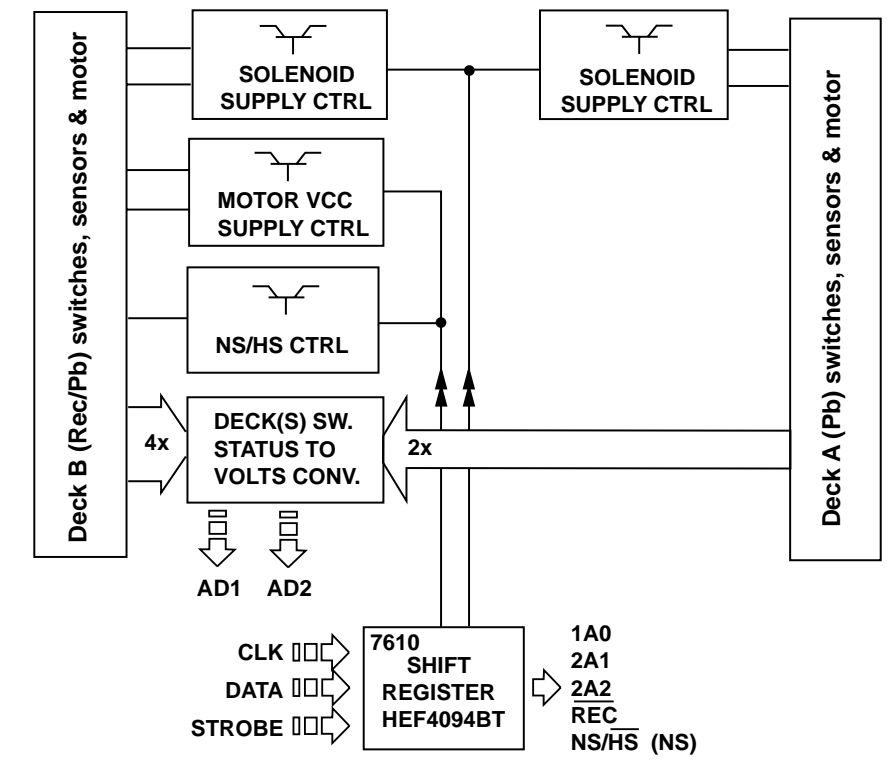 Deck B (Rec/Pb) switches, sensors & motor
SOLENOID
SUPPLY CTRL
SOLENOID
SUPPLY CTRL
Deck A (Pb) switches, sensors & motor
MOTOR VCC
SUPPLY CTRL
NS/HS CTRL
4x
DECK(S) SW.
STATUS TO
VOLTS CONV.
2x
AD1
AD2
CLK
DATA
STROBE
7610
SHIFT
REGISTER
HEF4094BT
1A0
2A1
2A2
REC
NS/HS (NS)